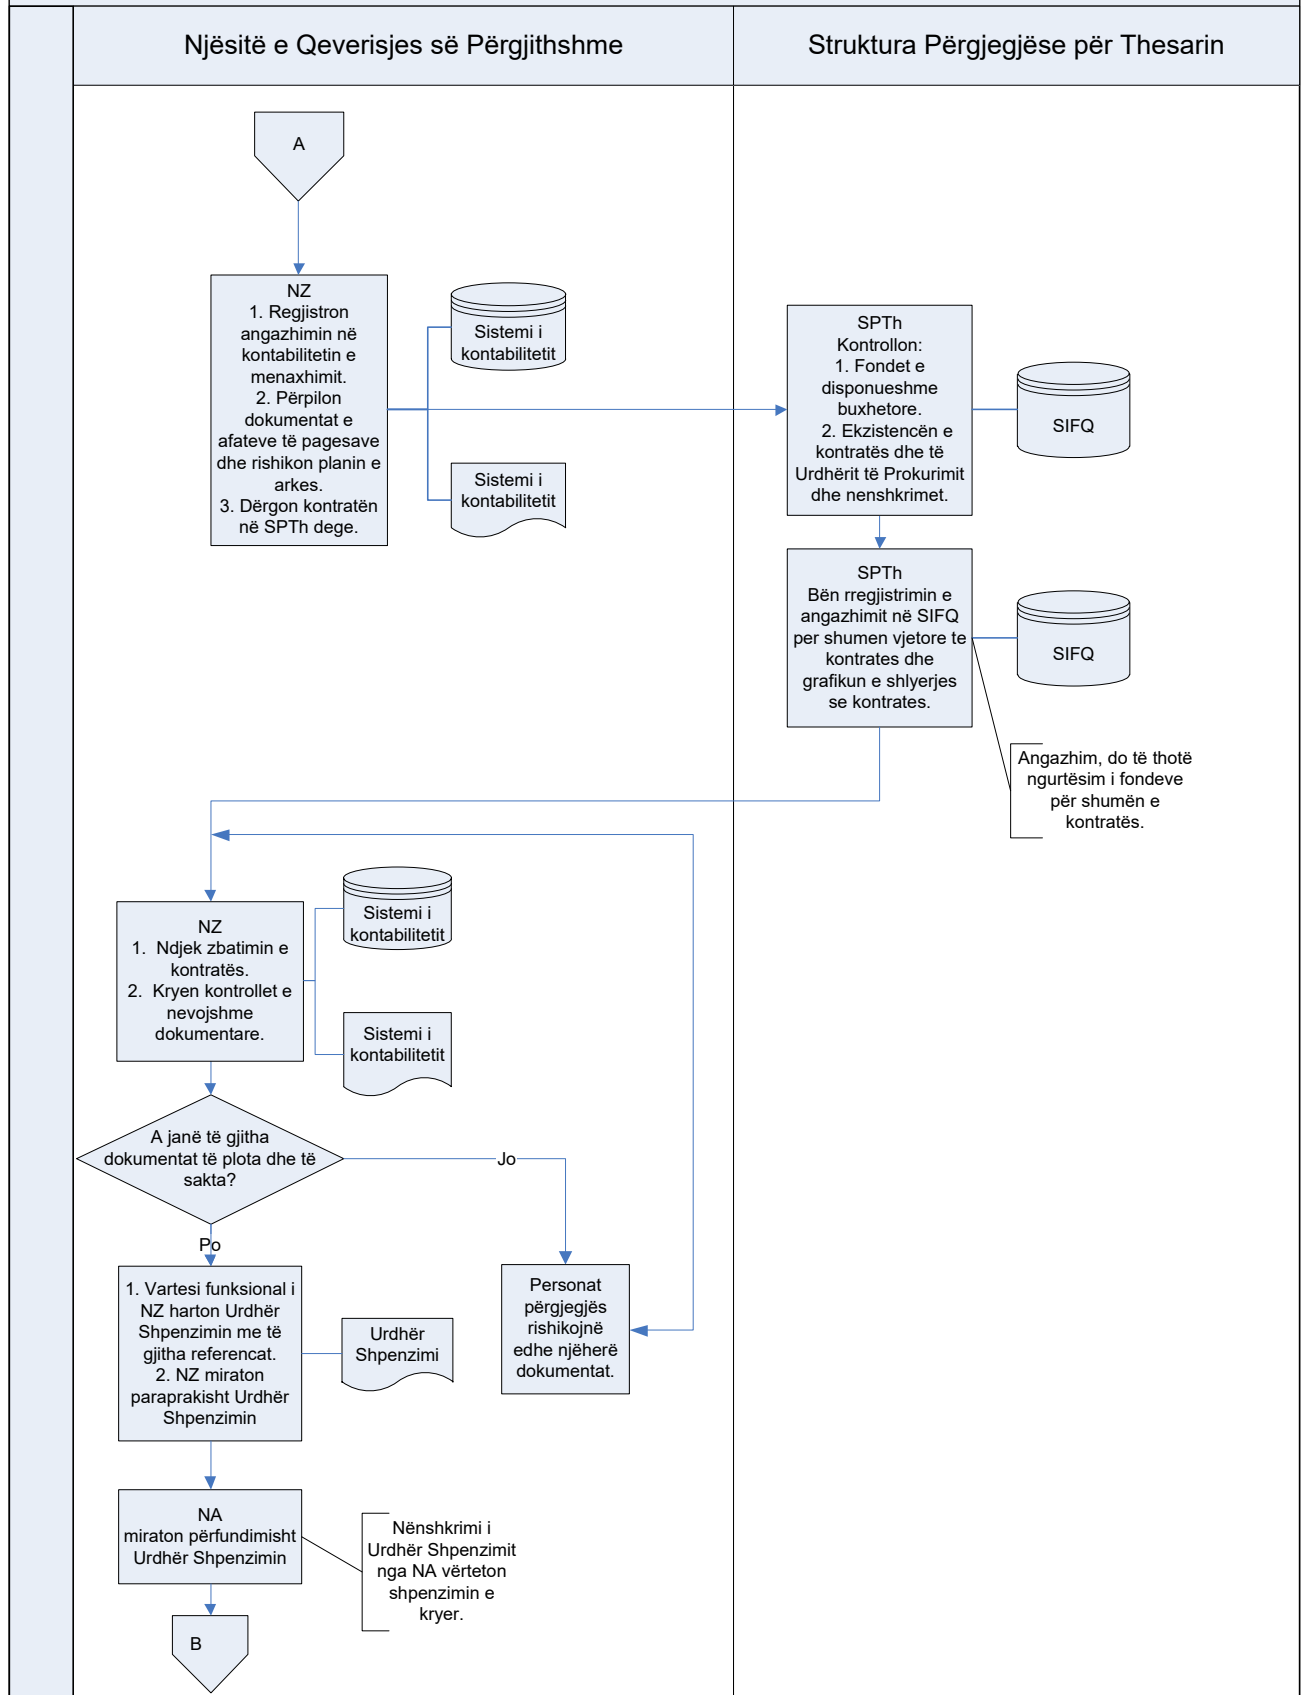 Njësitë e Qeverisjes së Përgjithshme
Struktura Përgjegjëse për Thesarin
A
NZ
1. Regjistron
angazhimin në
kontabilitetin e
menaxhimit.
2. Përpilon
dokumentat e
afateve të pagesave
dhe rishikon planin e
arkes.
3. Dërgon kontratën
në SPTh dege.
Sistemi i
kontabilitetit
Sistemi i
kontabilitetit
SPTh
Kontrollon:
1. Fondet e
disponueshme
buxhetore.
2. Ekzistencën e
kontratës dhe të
Urdhërit të Prokurimit
dhe nenshkrimet.
SIFQ
SPTh
Bën rregjistrimin e
angazhimit në SIFQ
per shumen vjetore te
kontrates dhe
grafikun e shlyerjes
se kontrates.
SIFQ
Angazhim, do të thotë
ngurtësim i fondeve
për shumën e
kontratës.
NZ
1. Ndjek zbatimin e
kontratës.
2. Kryen kontrollet e
nevojshme
dokumentare.
Sistemi i
kontabilitetit
Sistemi i
kontabilitetit
A janë të gjitha
dokumentat të plota dhe të
sakta?
Jo
Po
1. Vartesi funksional i
NZ harton Urdhër
Shpenzimin me të
gjitha referencat.
2. NZ miraton
paraprakisht Urdhër
Shpenzimin
Urdhër
Shpenzimi
Personat
përgjegjës
rishikojnë
edhe njëherë
dokumentat.
NA
miraton përfundimisht
Urdhër Shpenzimin
Nënshkrimi i
Urdhër Shpenzimit
nga NA vërteton
shpenzimin e
kryer.
B